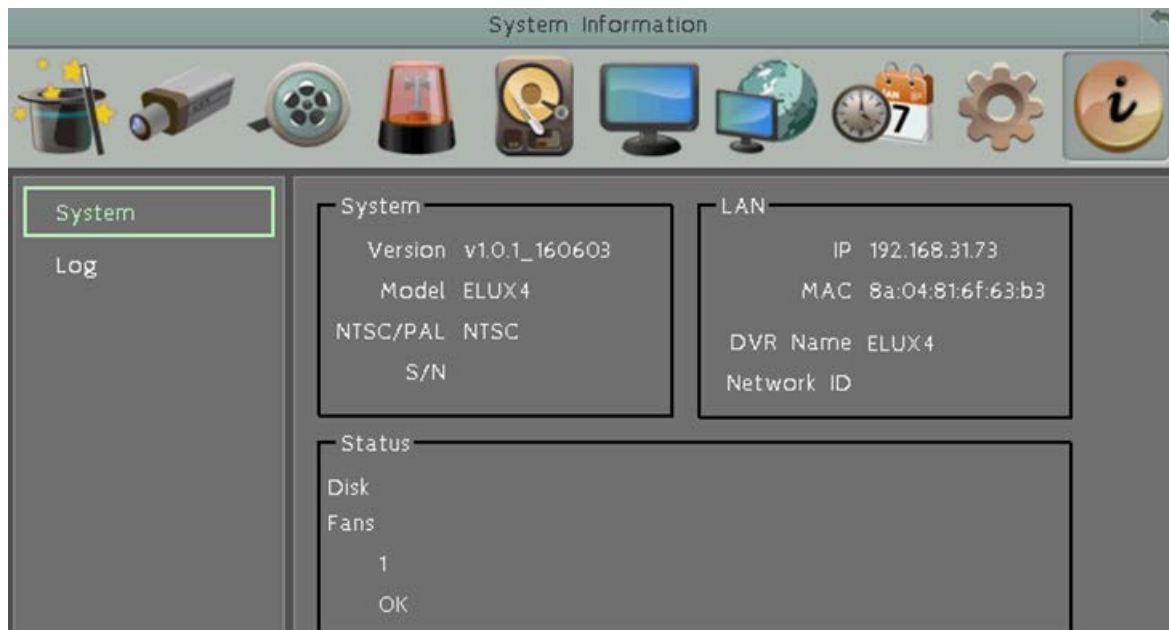 System Information
7
i
System
Log
System
Version v1.0.1_160603
Model ELUX4
NTSC/PAL NTSC
S/N
LAN
IP 192.168.31.73
MAC 8a:04:81:6f:63:b3
DVR Name ELUX4
Network ID
Status
Disk
Fans
1
OK